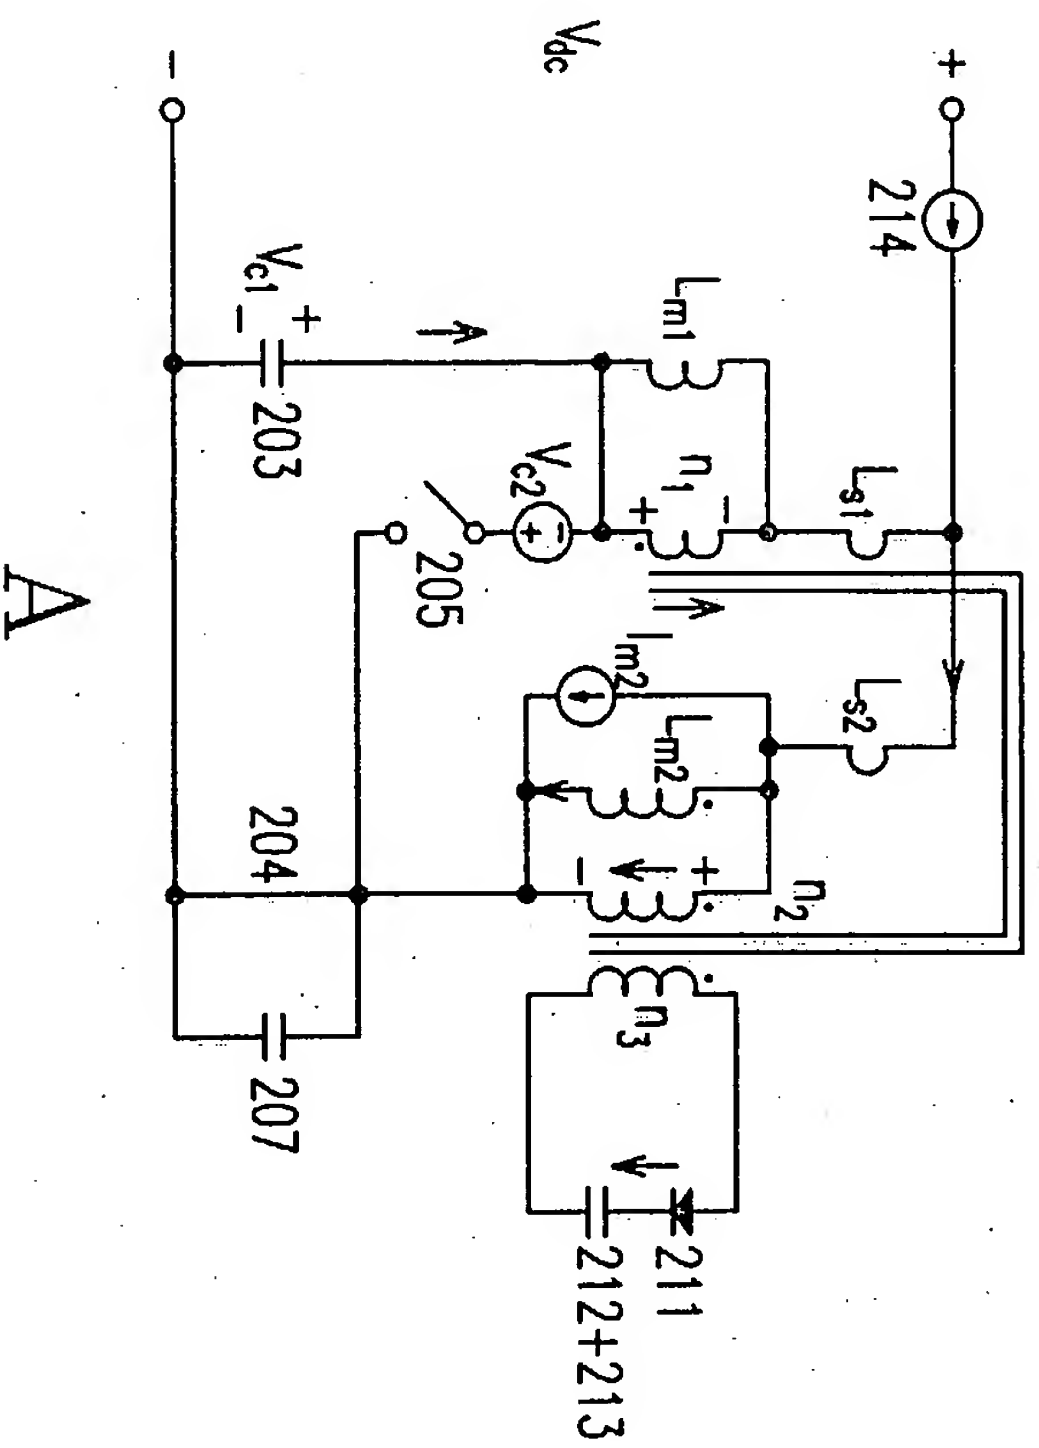 +
Vdc
-
214
Vc1
+
-
203
Lm1
n1
+
-
Ls1
Vc2
+
-
205
Im2
Lm2
Ls2
n2
+
-
204
207
n3
211
212+213
A